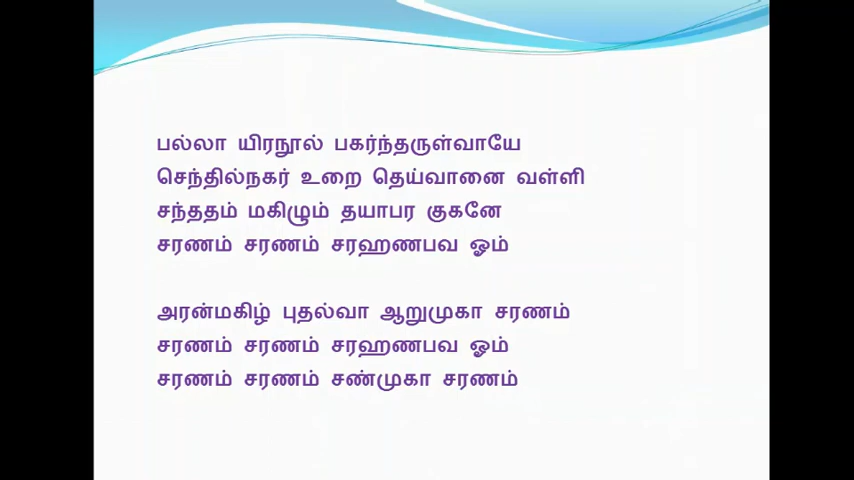 பல்லா யிரநூல் பகர்ந்தருள்வாயே
செந்தில்நகர் உறை தெய்வானை வள்ளி
சந்ததம் மகிழும் தயாபர குகனே
சரணம் சரணம் சரஹணபவ ஓம்
அரன்மகிழ் புதல்வா ஆறுமுகா சரணம்
சரணம் சரணம் சரஹணபவ ஓம்
சரணம் சரணம் சண்முகா சரணம்